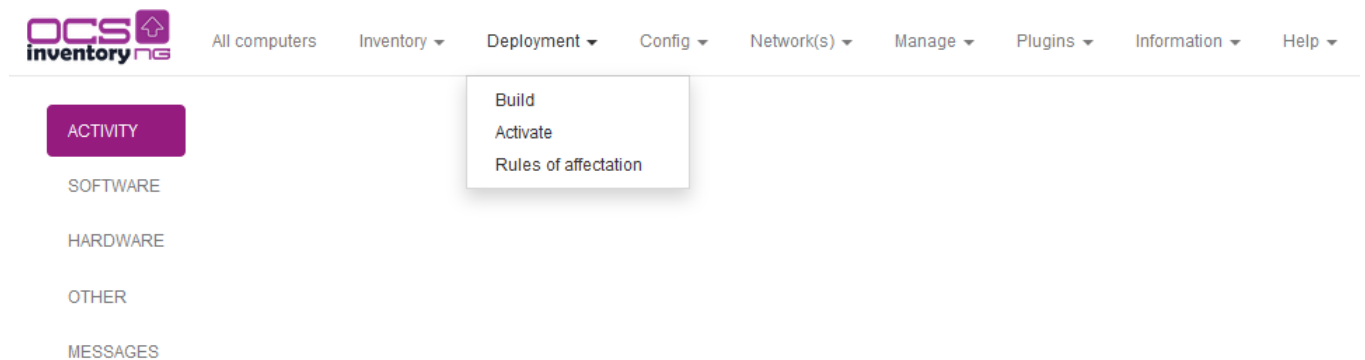 OCS
inventory NG
All computers Inventory Deployment Config Network(s) Manage Plugins Information Help
Build
Activate
Rules of affectation
ACTIVITY
SOFTWARE
HARDWARE
OTHER
MESSAGES